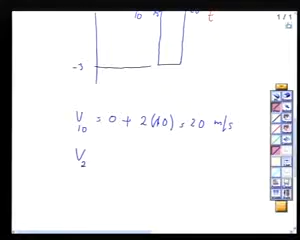 10
t
-3
V₁₀ = 0 + 2(10) = 20 m/s
V₂
1 / 1